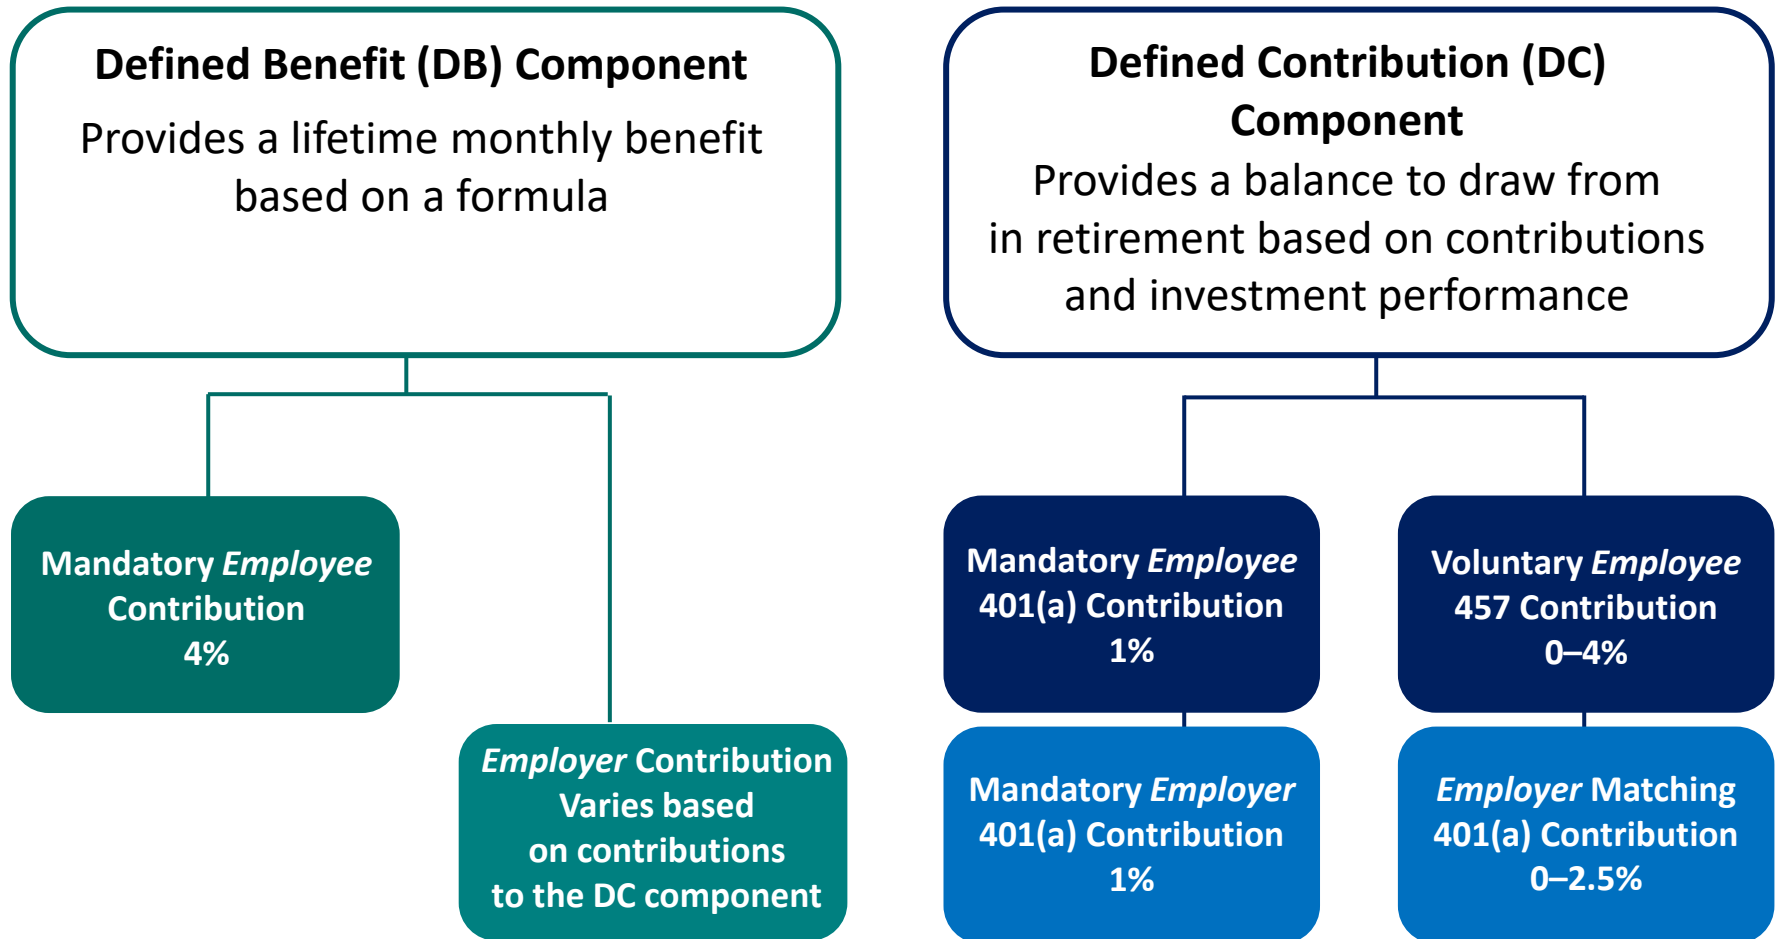 Defined Benefit (DB) Component
Provides a lifetime monthly benefit
based on a formula
Defined Contribution (DC)
Component
Provides a balance to draw from
in retirement based on contributions
and investment performance
Mandatory Employee
Contribution
4%
Employer Contribution
Varies based
on contributions
to the DC component
Mandatory Employee
401(a) Contribution
1%
Voluntary Employee
457 Contribution
0–4%
Mandatory Employer
401(a) Contribution
1%
Employer Matching
401(a) Contribution
0–2.5%